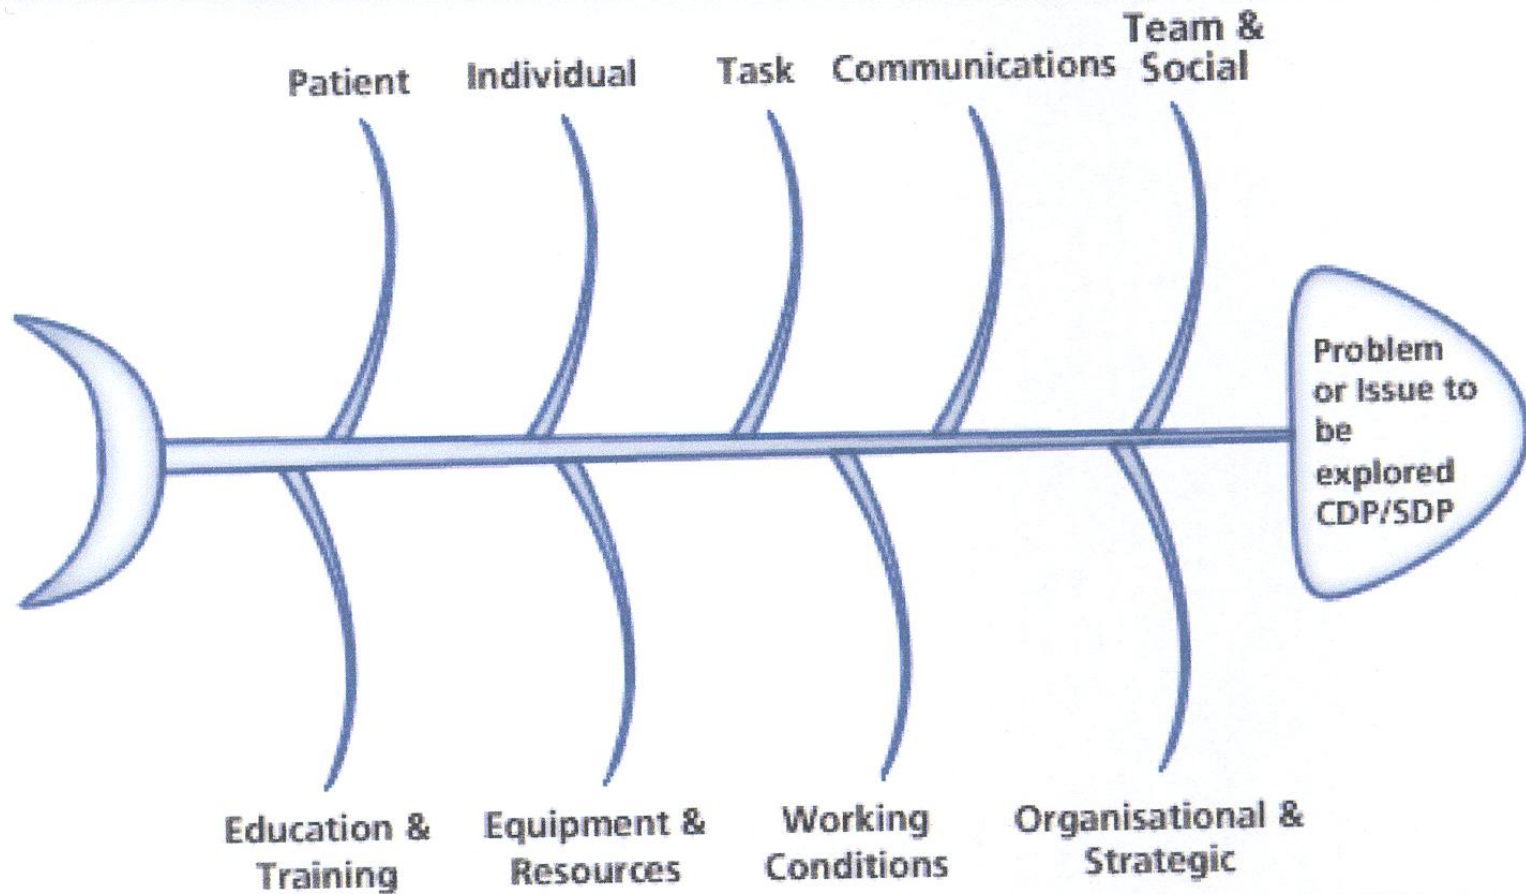 Patient
Individual
Task
Communications
Team &
Social
Problem
or Issue to
be
explored
CDP/SDP
Education &
Training
Equipment &
Resources
Working
Conditions
Organisational &
Strategic